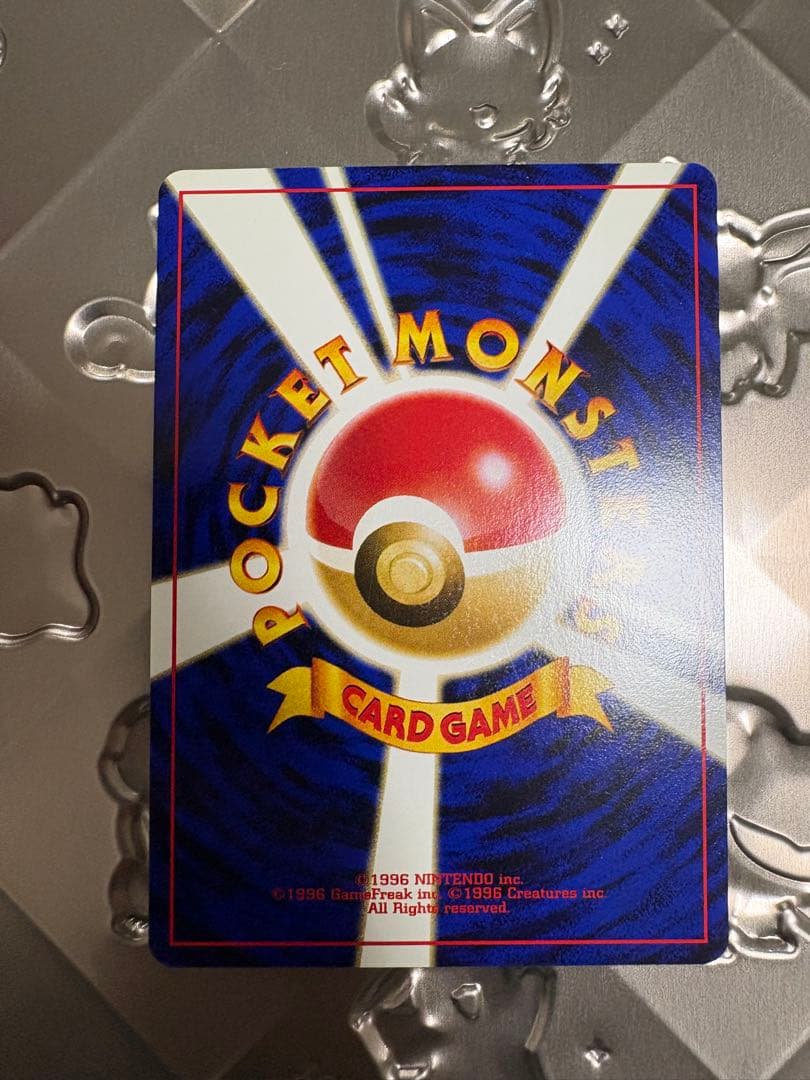 POCKET MONSTERS
CARD GAME
©1996 NINTENDO inc.
©1996 GameFreak inc. ©1996 Creatures inc.
All Rights reserved.